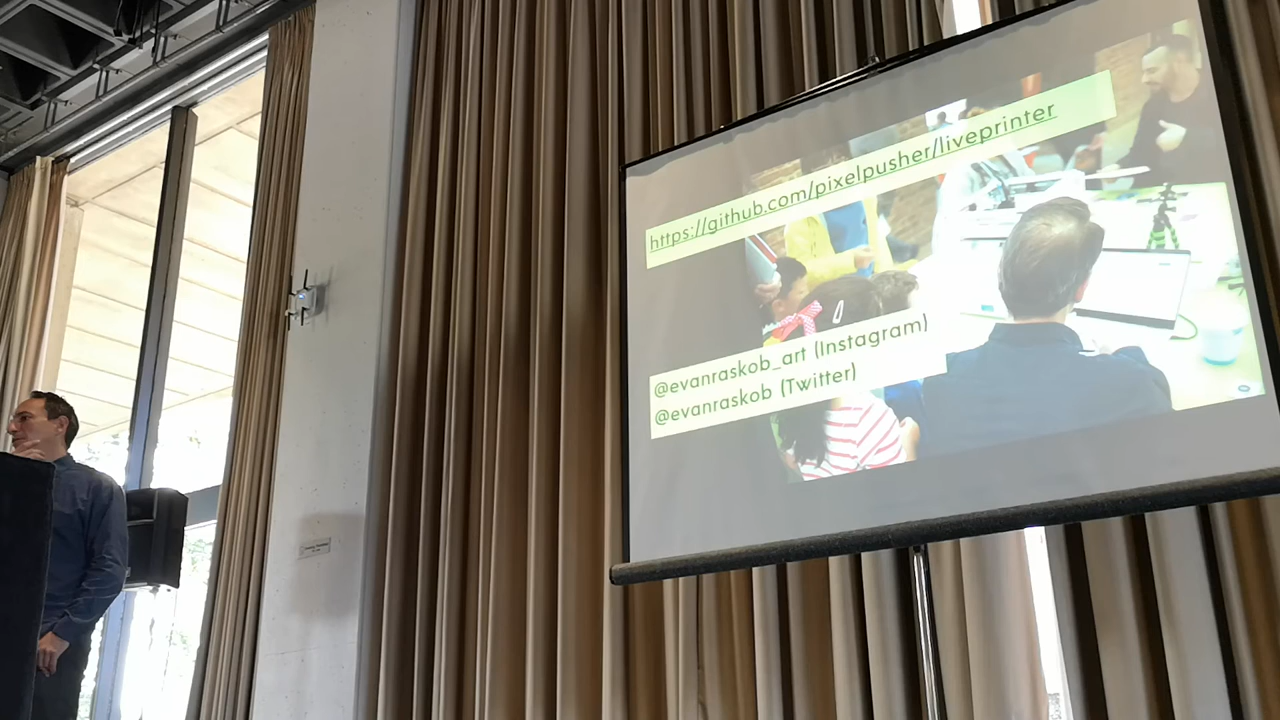 https://github.com/pixelpusher/liveprinter
@evanraskob_art (Instagram)
@evanraskob (Twitter)